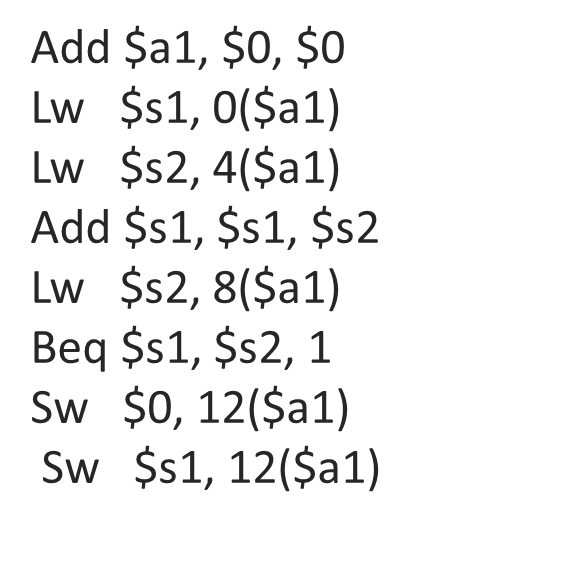 Add $a1, $0, $0
Lw $s1, 0($a1)
Lw $s2, 4($a1)
Add $s1, $s1, $s2
Lw $s2, 8($a1)
Beq $s1, $s2, 1
Sw $0, 12($a1)
Sw $s1, 12($a1)